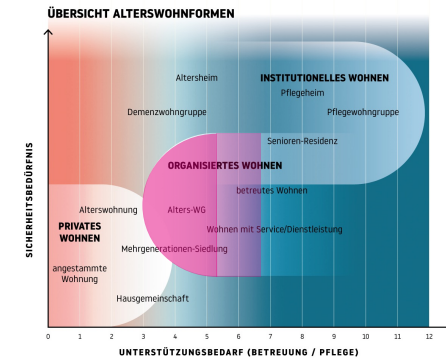 ÜBERSICHT ALTERSWOHNFORMEN
Altersheim
INSTITUTIONELLES WOHNEN
Pflegeheim
Demenzwohngruppe
Pflegewohngruppe
Senioren-Residenz
ORGANISIERTES WOHNEN
betreutes Wohnen
Alterswohnung
Alters-WG
PRIVATES
WOHNEN
Wohnen mit Service/Dienstleistung
Mehrgenerationen-Siedlung
angestammte
Wohnung
Hausgemeinschaft
SICHERHEITSBEDÜRFNIS
0 1 2 3 4 5 6 7 8 9 10 11 12
UNTERSTÜTZUNGSBEDARF (BETREUUNG / PFLEGE)